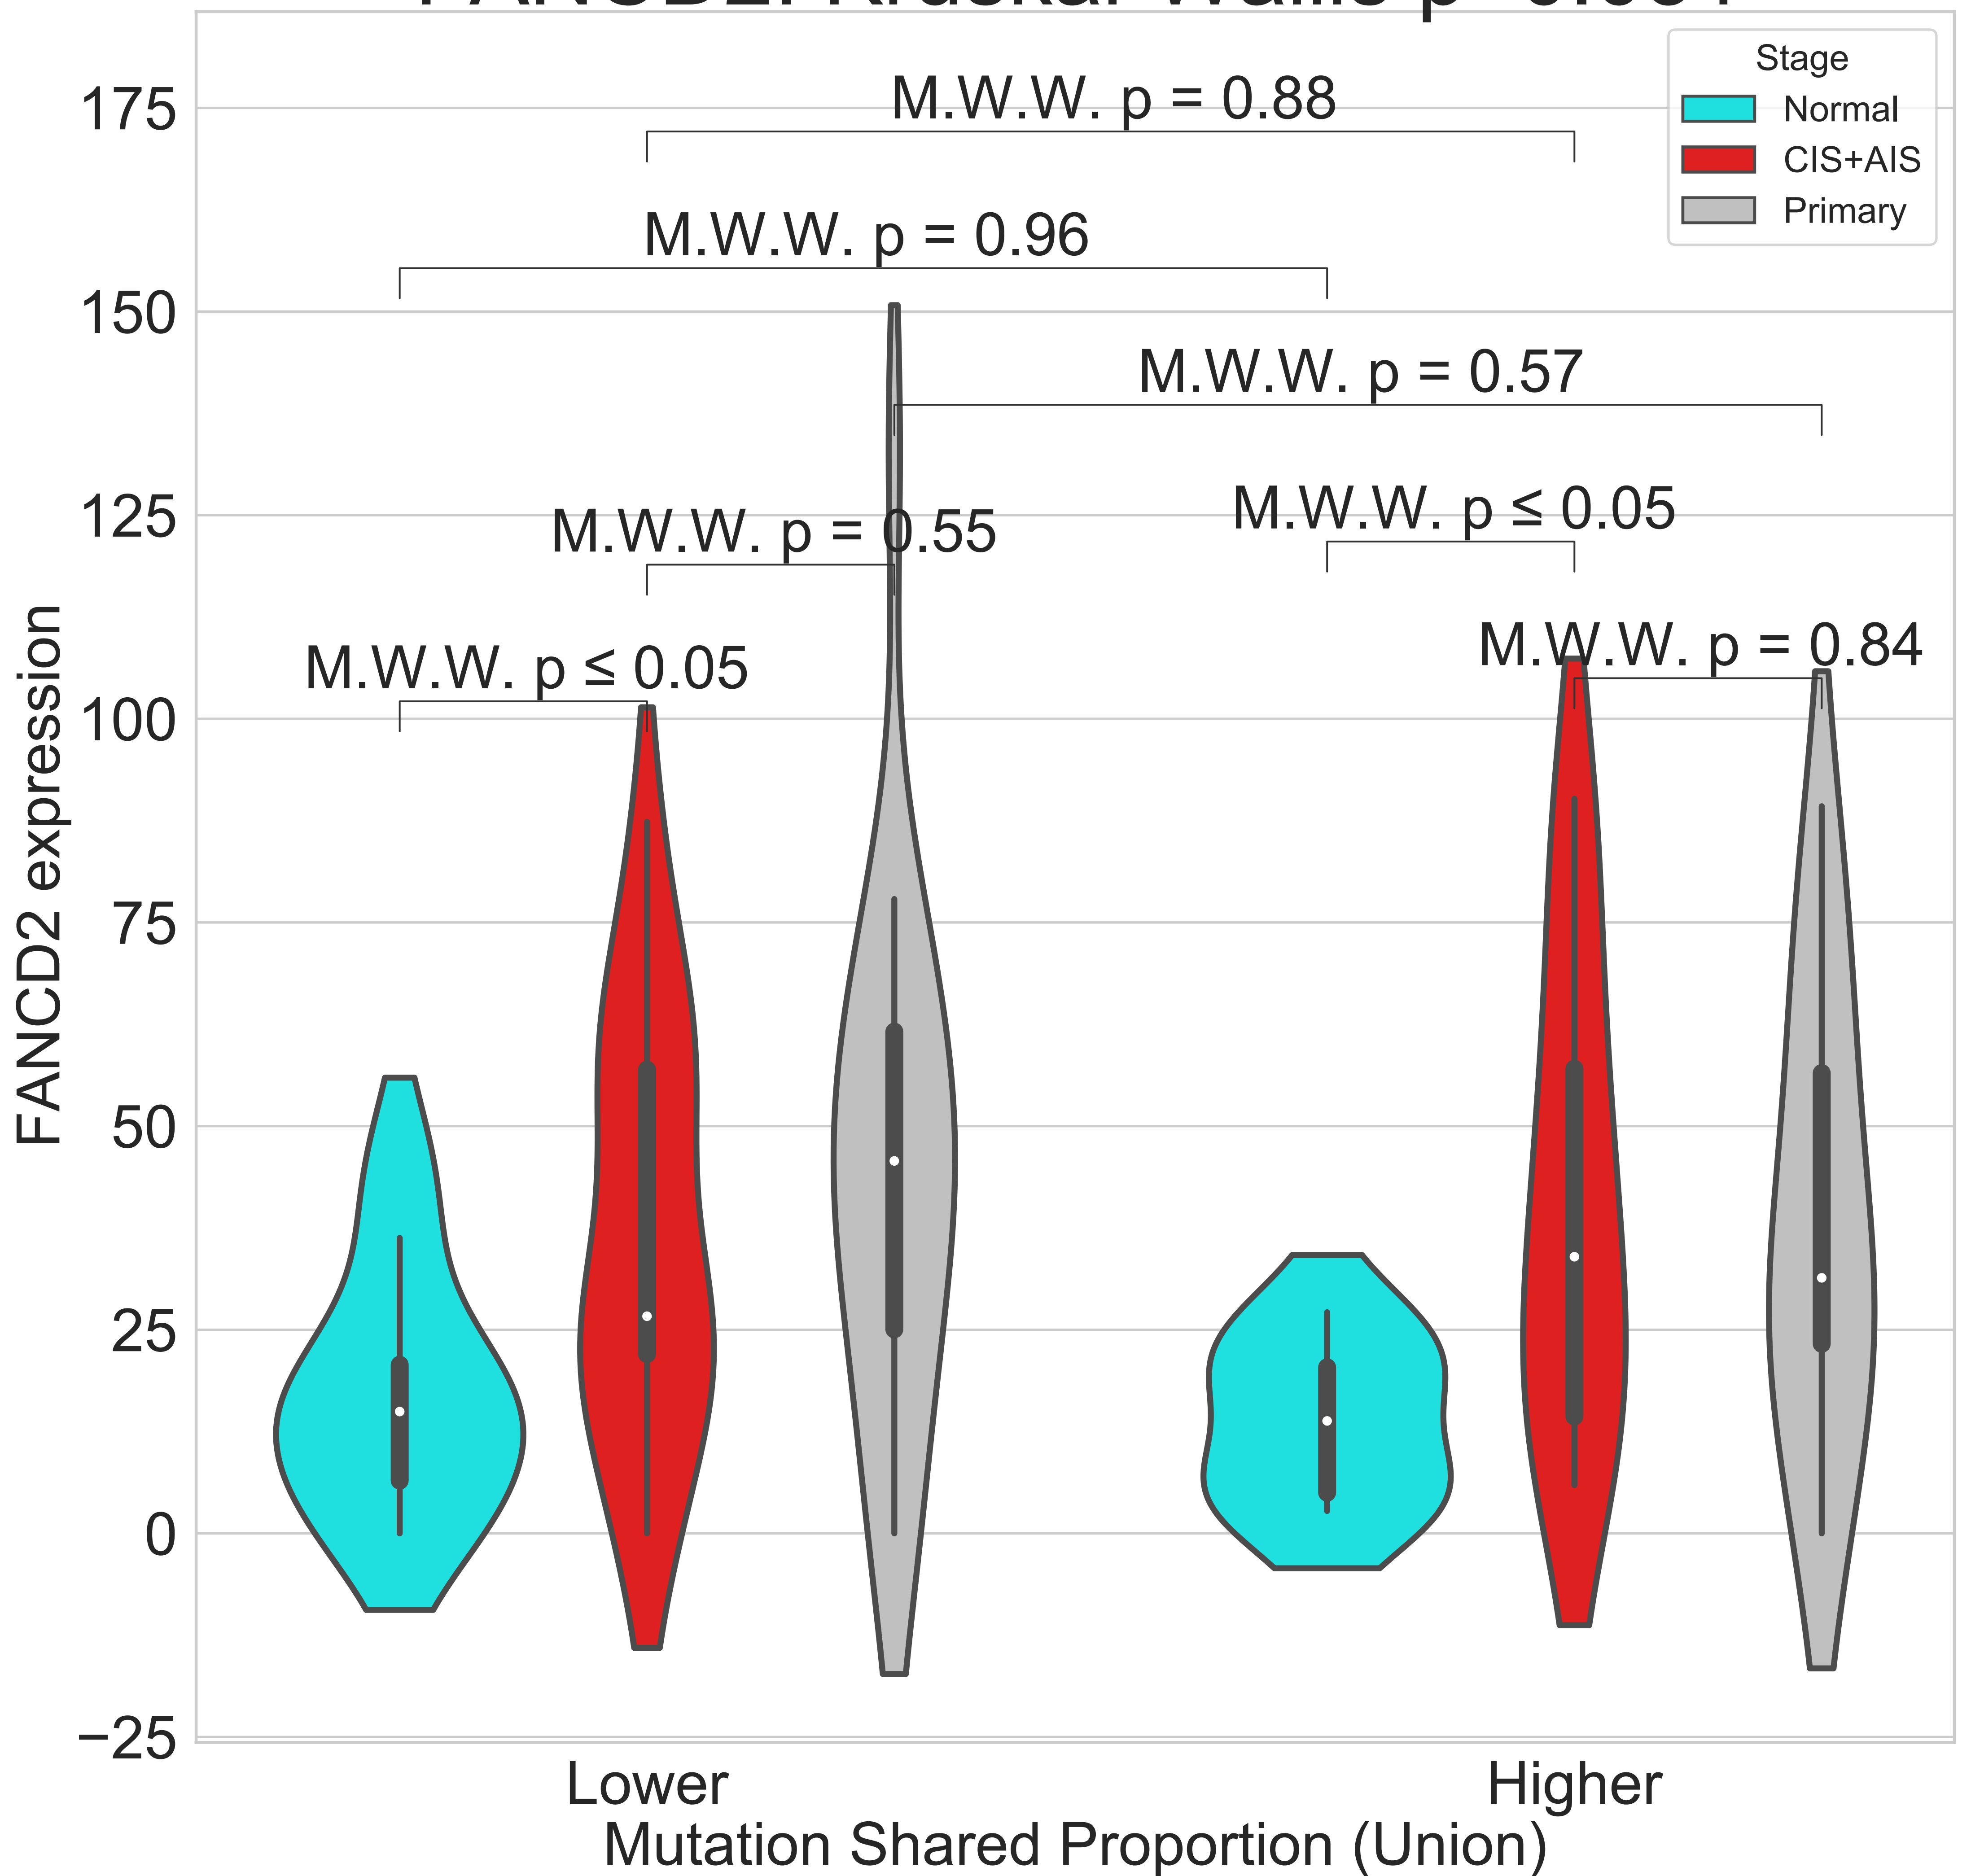 Stage
Normal
CIS+AIS
Primary
M.W.W. p = 0.88
M.W.W. p = 0.96
M.W.W. p = 0.57
M.W.W. p ≤ 0.05
M.W.W. p = 0.55
M.W.W. p = 0.84
M.W.W. p ≤ 0.05
175
150
125
100
75
50
25
0
−25
FANCD2 expression
Lower
Higher
Mutation Shared Proportion (Union)